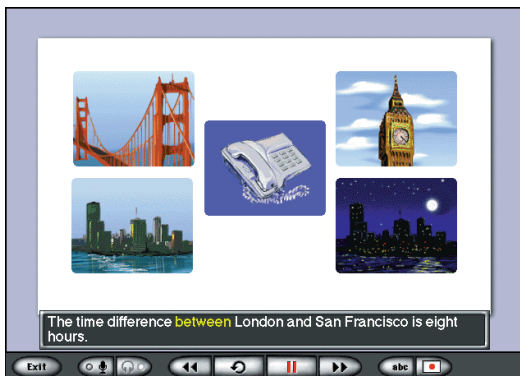 The time difference between London and San Francisco is eight
hours.
Exit
abc